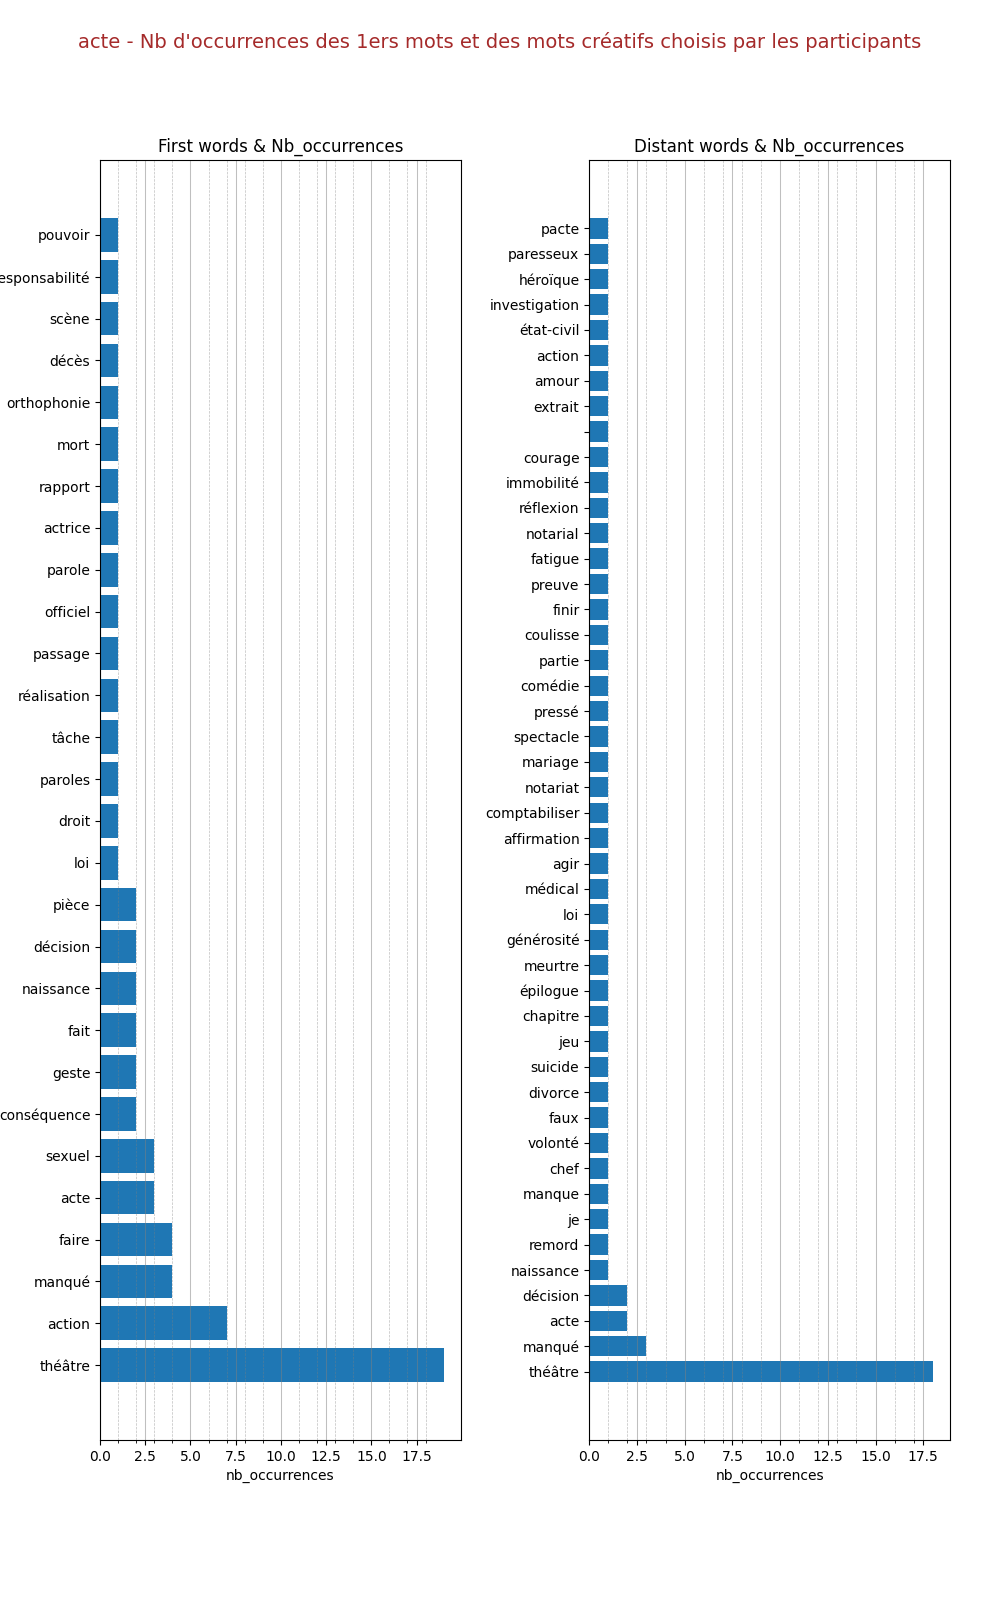 acte - Nb d'occurrences des 1ers mots et des mots créatifs choisis par les participants
First words & Nb_occurrences
pouvoir
esponsabilité
scène
décès
orthophonie
mort
rapport
actrice
parole
officiel
passage
réalisation
tâche
paroles
droit
loi
pièce
décision
naissance
fait
geste
conséquence
sexuel
acte
faire
manqué
action
théâtre
0.0 2.5 5.0 7.5 10.0 12.5 15.0 17.5
nb_occurrences
Distant words & Nb_occurrences
pacte
paresseux
héroïque
investigation
état-civil
action
amour
extrait
courage
immobilité
réflexion
notarial
fatigue
preuve
finir
coulisse
partie
comédie
pressé
spectacle
mariage
notariat
comptabiliser
affirmation
agir
médical
loi
générosité
meurtre
épilogue
chapitre
jeu
suicide
divorce
faux
volonté
chef
manque
je
remord
naissance
décision
acte
manqué
théâtre
0.0 2.5 5.0 7.5 10.0 12.5 15.0 17.5
nb_occurrences